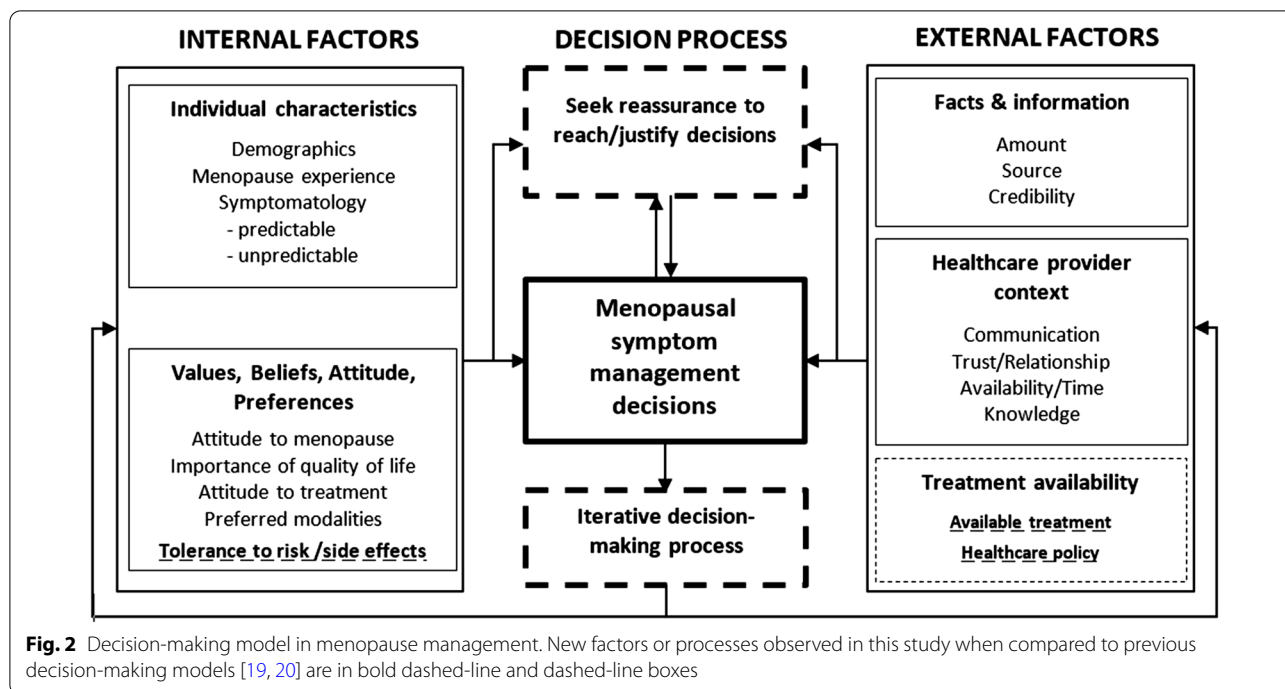 INTERNAL FACTORS
Individual characteristics
Demographics
Menopause experience
Symptomatology
- predictable
- unpredictable
Values, Beliefs, Attitude,
Preferences
Attitude to menopause
Importance of quality of life
Attitude to treatment
Preferred modalities
Tolerance to risk /side effects
DECISION PROCESS
Seek reassurance to
reach/justify decisions
Menopausal
symptom
management
decisions
Iterative decision-
making process
EXTERNAL FACTORS
Facts & information
Amount
Source
Credibility
Healthcare provider
context
Communication
Trust/Relationship
Availability/Time
Knowledge
Treatment availability
Available treatment
Healthcare policy
Fig. 2 Decision-making model in menopause management. New factors or processes observed in this study when compared to previous
decision-making models [19, 20] are in bold dashed-line and dashed-line boxes